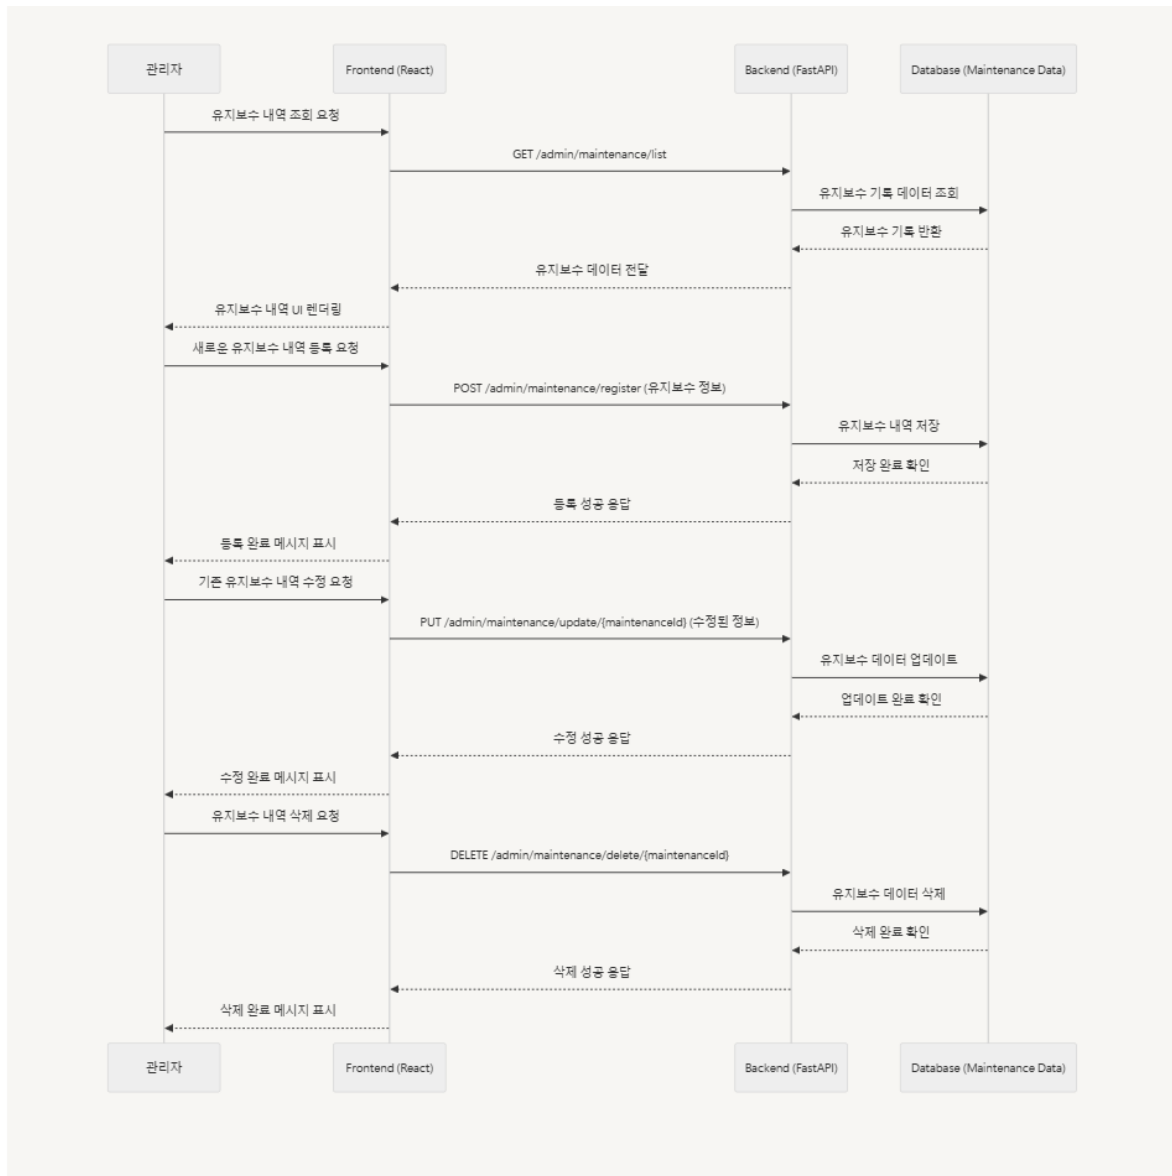 관리자
Frontend (React)
Backend (FastAPI)
Database (Maintenance Data)
유지보수 내역 조회 요청
GET /admin/maintenance/list
유지보수 기록 데이터 조회
유지보수 기록 반환
유지보수 데이터 전달
유지보수 내역 UI 렌더링
새로운 유지보수 내역 등록 요청
POST /admin/maintenance/register (유지보수 정보)
유지보수 내역 저장
저장 완료 확인
등록 성공 응답
등록 완료 메시지 표시
기존 유지보수 내역 수정 요청
PUT /admin/maintenance/update/{maintenanceId} (수정된 정보)
유지보수 데이터 업데이트
업데이트 완료 확인
수정 성공 응답
수정 완료 메시지 표시
유지보수 내역 삭제 요청
DELETE /admin/maintenance/delete/{maintenanceId}
유지보수 데이터 삭제
삭제 완료 확인
삭제 성공 응답
삭제 완료 메시지 표시
관리자
Frontend (React)
Backend (FastAPI)
Database (Maintenance Data)